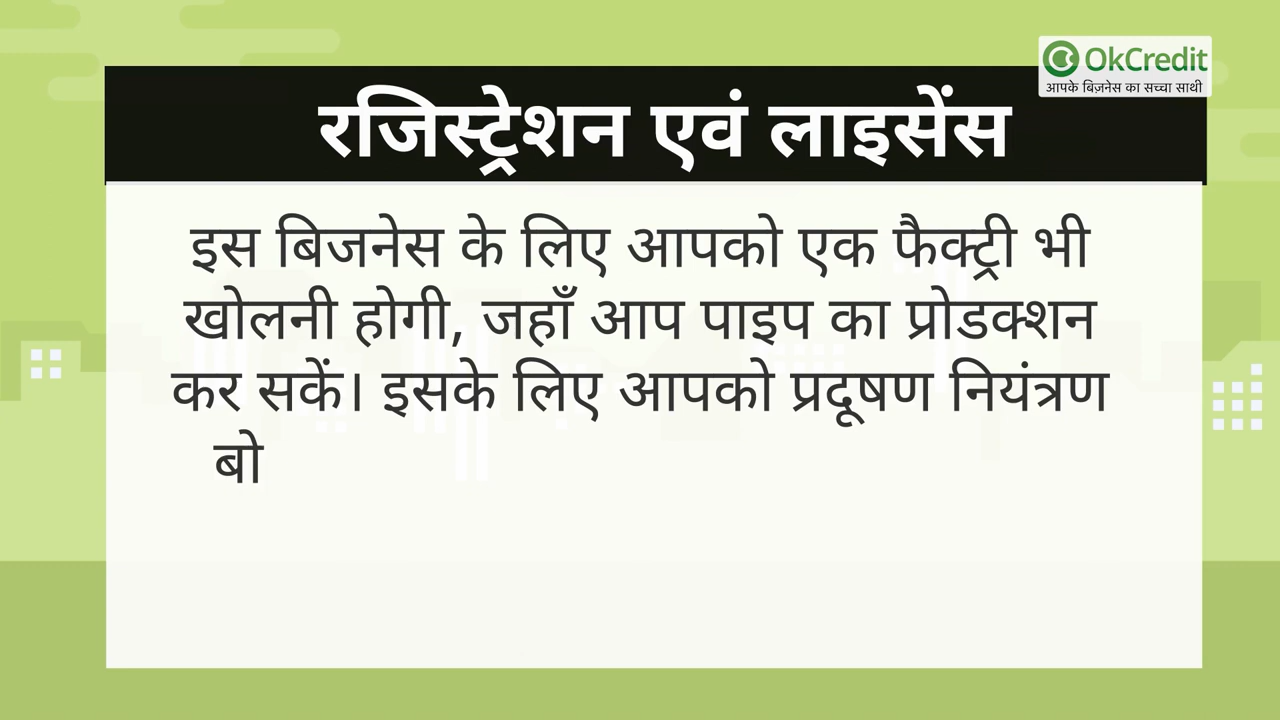 OkCredit
आपके बिज़नेस का सच्चा साथी
रजिस्ट्रेशन एवं लाइसेंस
इस बिजनेस के लिए आपको एक फैक्ट्री भी
खोलनी होगी, जहाँ आप पाइप का प्रोडक्शन
कर सकें। इसके लिए आपको प्रदूषण नियंत्रण
बो